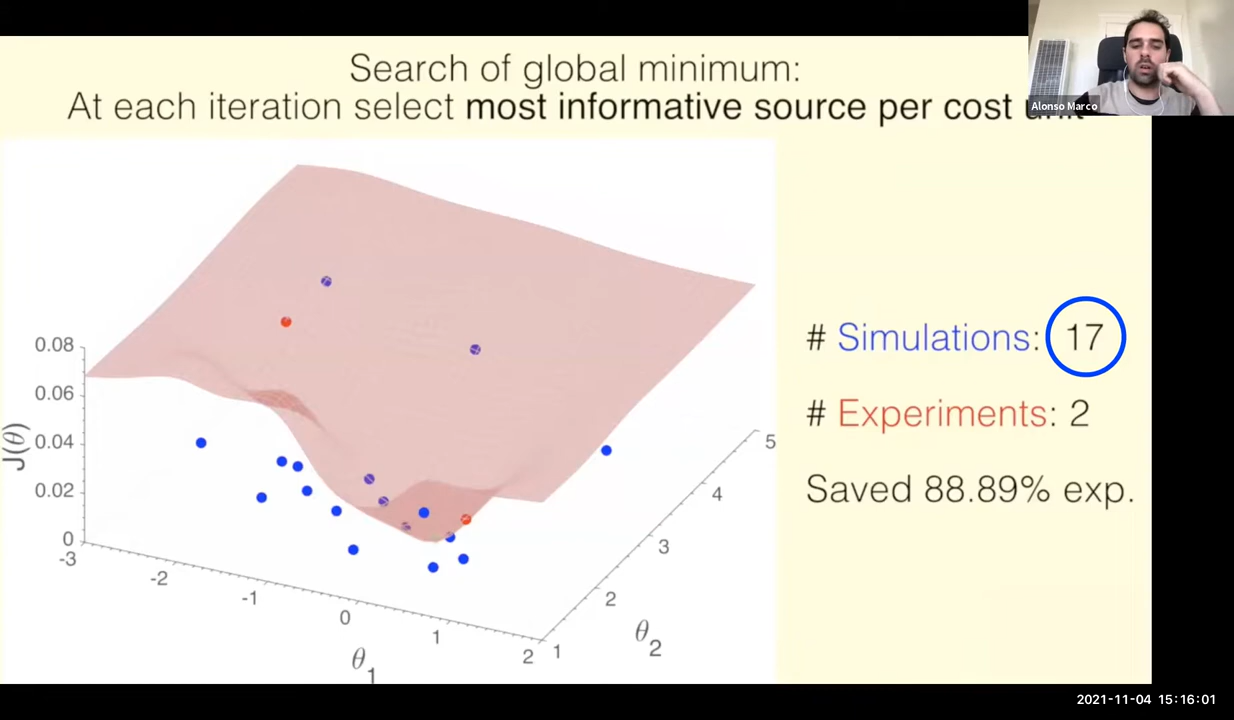 Search of global minimum:
At each iteration select most informative source per cost unit
Alonso Marco
# Simulations: 17
# Experiments: 2
Saved 88.89% exp.
0.08
0.06
0.04
0.02
0
J(θ)
-3
-2
-1
0
1
2
θ1
1
2
3
4
5
θ2
2021-11-04 15:16:01